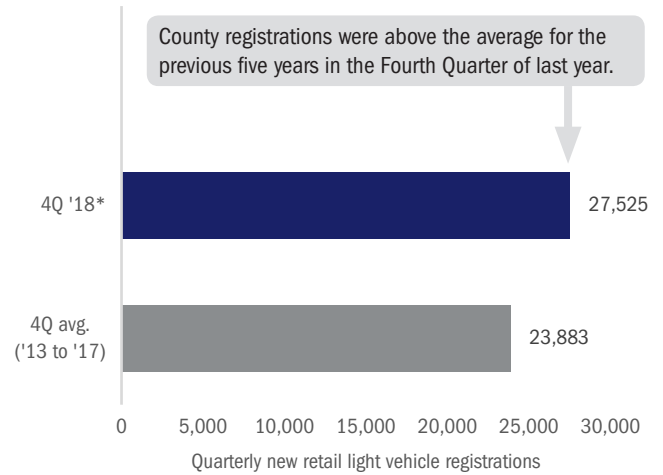 County registrations were above the average for the
previous five years in the Fourth Quarter of last year.
4Q '18*
27,525
4Q avg.
('13 to '17)
23,883
0 5,000 10,000 15,000 20,000 25,000 30,000
Quarterly new retail light vehicle registrations